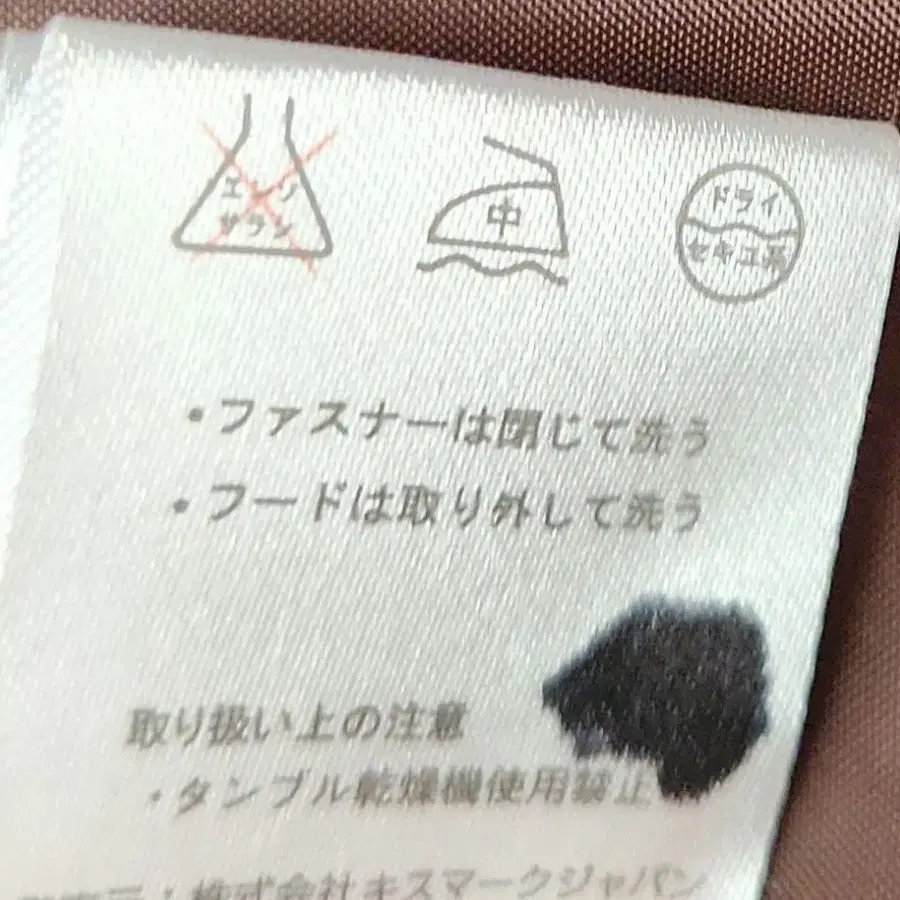 エンソ
サラシ
中
ドライ
セキユ系
・ファスナーは閉じて洗う
・フードは取り外して洗う
取り扱い上の注意
・タンブル乾燥機使用禁止
:株式会社キスマークジャパン